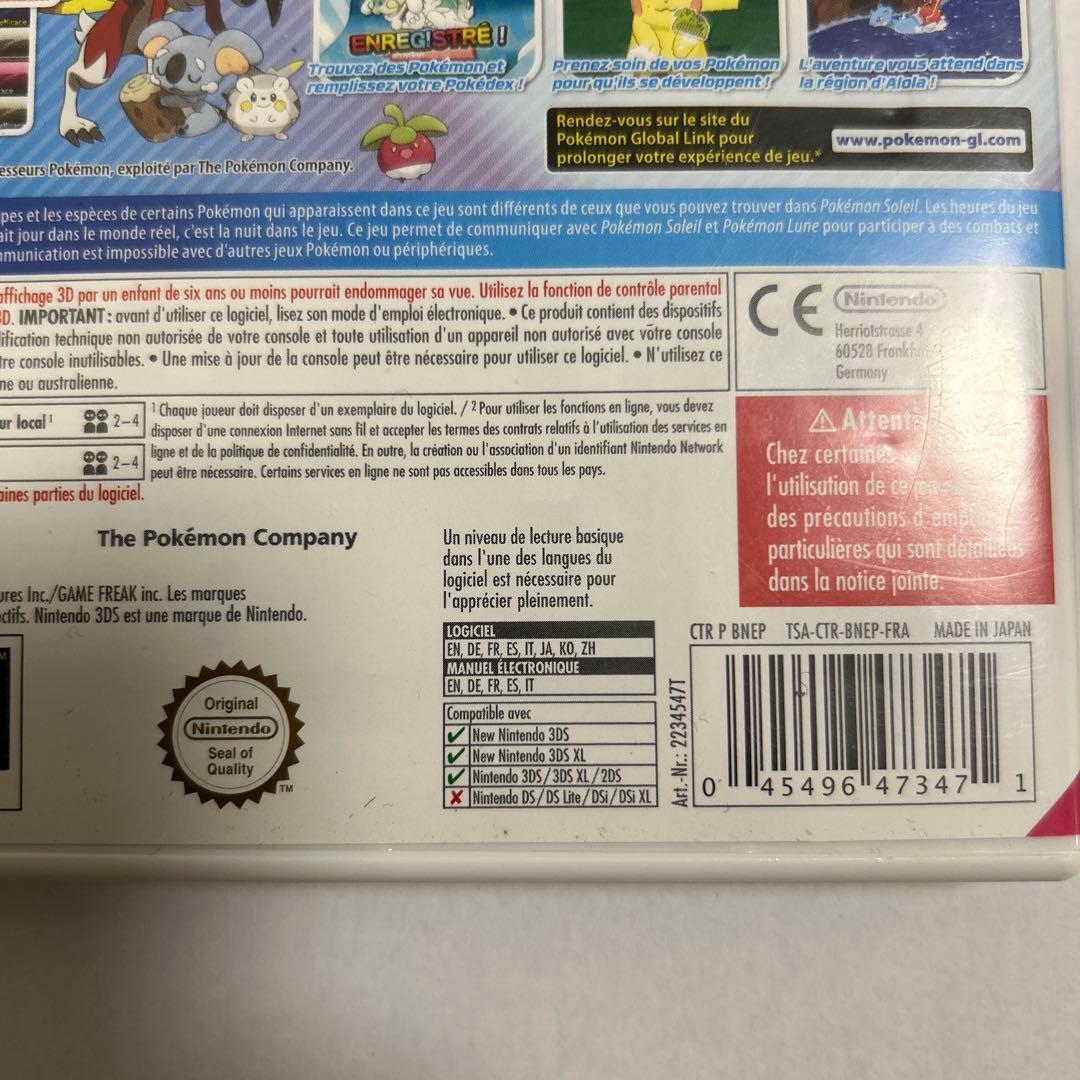 efficace
ace
ENREGISTRÉ !
Trouvez des Pokémon et
remplissez votre Pokédex !
Prenez soin de vos Pokémon
pour qu'ils se développent !
L'aventure vous attend dans
la région d'Alola !
Rendez-vous sur le site du
Pokémon Global Link pour
prolonger votre expérience de jeu.*
www.pokemon-gl.com
esseurs Pokémon, exploité par The Pokémon Company.
pes et les espèces de certains Pokémon qui apparaissent dans ce jeu sont différents de ceux que vous pouvez trouver dans Pokémon Soleil. Les heures du jeu
ait jour dans le monde réel, c'est la nuit dans le jeu. Ce jeu permet de communiquer avec Pokémon Soleil et Pokémon Lune pour participer à des combats et
mmunication est impossible avec d'autres jeux Pokémon ou périphériques.
affichage 3D par un enfant de six ans ou moins pourrait endommager sa vue. Utilisez la fonction de contrôle parental
3D. IMPORTANT : avant d'utiliser ce logiciel, lisez son mode d'emploi électronique. • Ce produit contient des dispositifs
ification technique non autorisée de votre console et toute utilisation d'un appareil non autorisé avec vōtre console
tre console inutilisables. • Une mise à jour de la console peut être nécessaire pour utiliser ce logiciel. • N'utilisez ce
ne ou australienne.
CE
Nintendo
Herriotstrasse 4
60528 Frankfu
Germany
ur local¹
2–4
2–4
¹ Chaque joueur doit disposer d'un exemplaire du logiciel. / ² Pour utiliser les fonctions en ligne, vous devez
disposer d'une connexion Internet sans fil et accepter les termes des contrats relatifs à l'utilisation des services en
ligne et de la politique de confidentialité. En outre, la création ou l'association d'un identifiant Nintendo Network
peut être nécessaire. Certains services en ligne ne sont pas accessibles dans tous les pays.
aines parties du logiciel.
⚠ Attent
Chez certaines
l'utilisation de ce
des précautions d'emp
particulières qui sont détaillées
dans la notice jointe.
The Pokémon Company
ures Inc./GAME FREAK inc. Les marques
ectifs. Nintendo 3DS est une marque de Nintendo.
Un niveau de lecture basique
dans l'une des langues du
logiciel est nécessaire pour
l'apprécier pleinement.
LOGICIEL
EN, DE, FR, ES, IT, JA, KO, ZH
MANUEL ÉLECTRONIQUE
EN, DE, FR, ES, IT
Compatible avec
✔ New Nintendo 3DS
✔ New Nintendo 3DS XL
✔ Nintendo 3DS / 3DS XL / 2DS
✘ Nintendo DS / DS Lite / DSi / DSi XL
Original
Nintendo
Seal of
Quality
TM
CTR P BNEP TSA-CTR-BNEP-FRA MADE IN JAPAN
Art.-Nr.: 2234547T
0 45496 47347 1